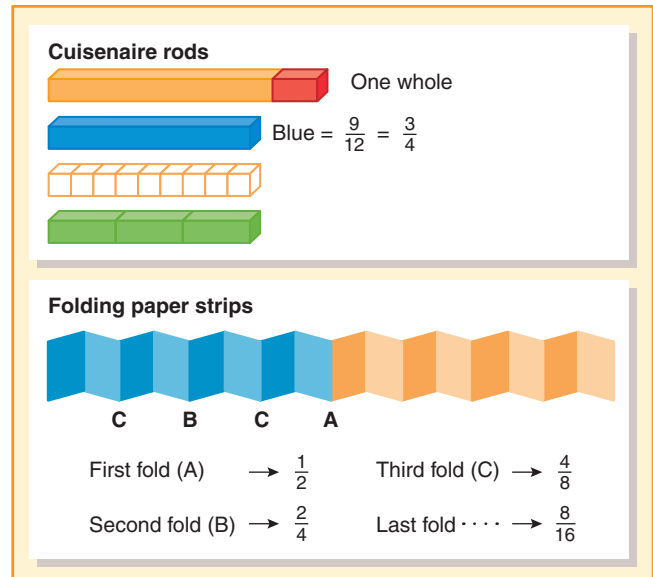 Cuisenaire rods
One whole
Blue = 9/12 = 3/4
Folding paper strips
C B C A
First fold (A) → 1/2 Third fold (C) → 4/8
Second fold (B) → 2/4 Last fold · · · · → 8/16